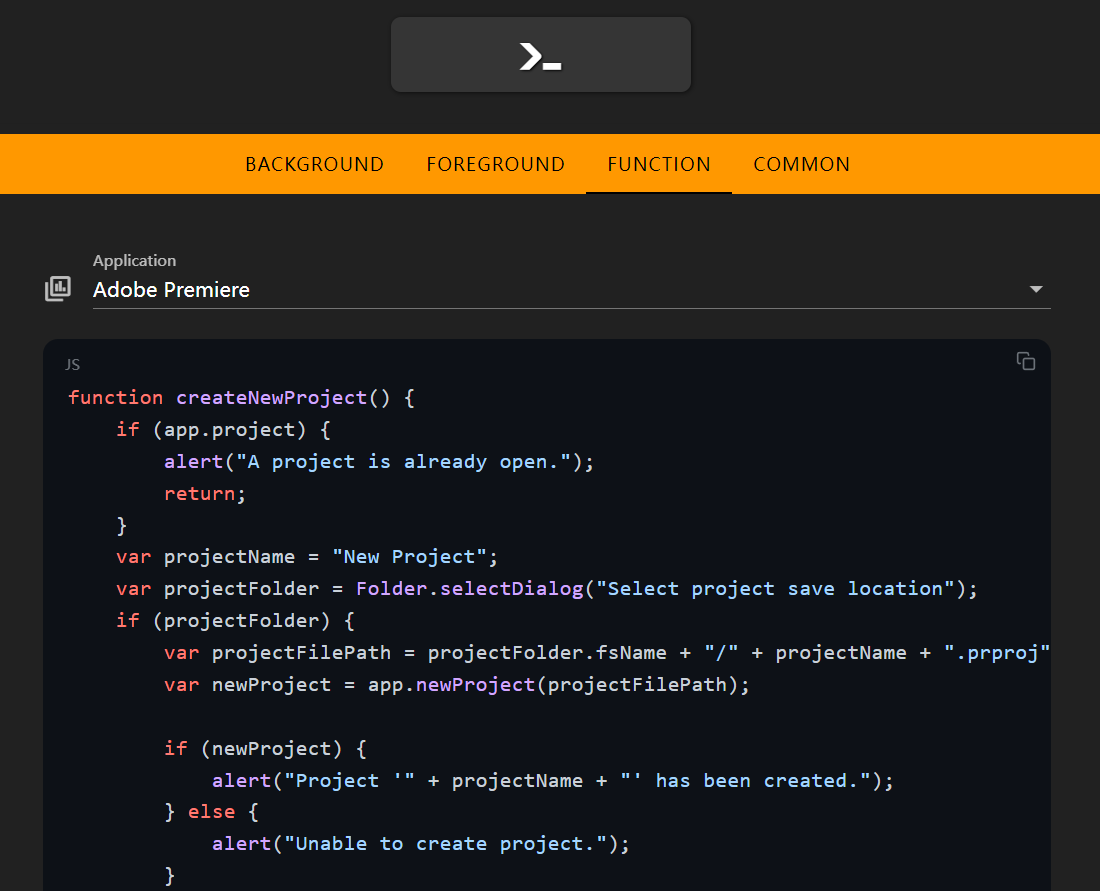 BACKGROUND FOREGROUND FUNCTION COMMON
Application
Adobe Premiere
JS
function createNewProject() {
    if (app.project) {
        alert("A project is already open.");
        return;
    }
    var projectName = "New Project";
    var projectFolder = Folder.selectDialog("Select project save location");
    if (projectFolder) {
        var projectFilePath = projectFolder.fsName + "/" + projectName + ".prproj"
        var newProject = app.newProject(projectFilePath);

        if (newProject) {
            alert("Project '" + projectName + "' has been created.");
        } else {
            alert("Unable to create project.");
        }